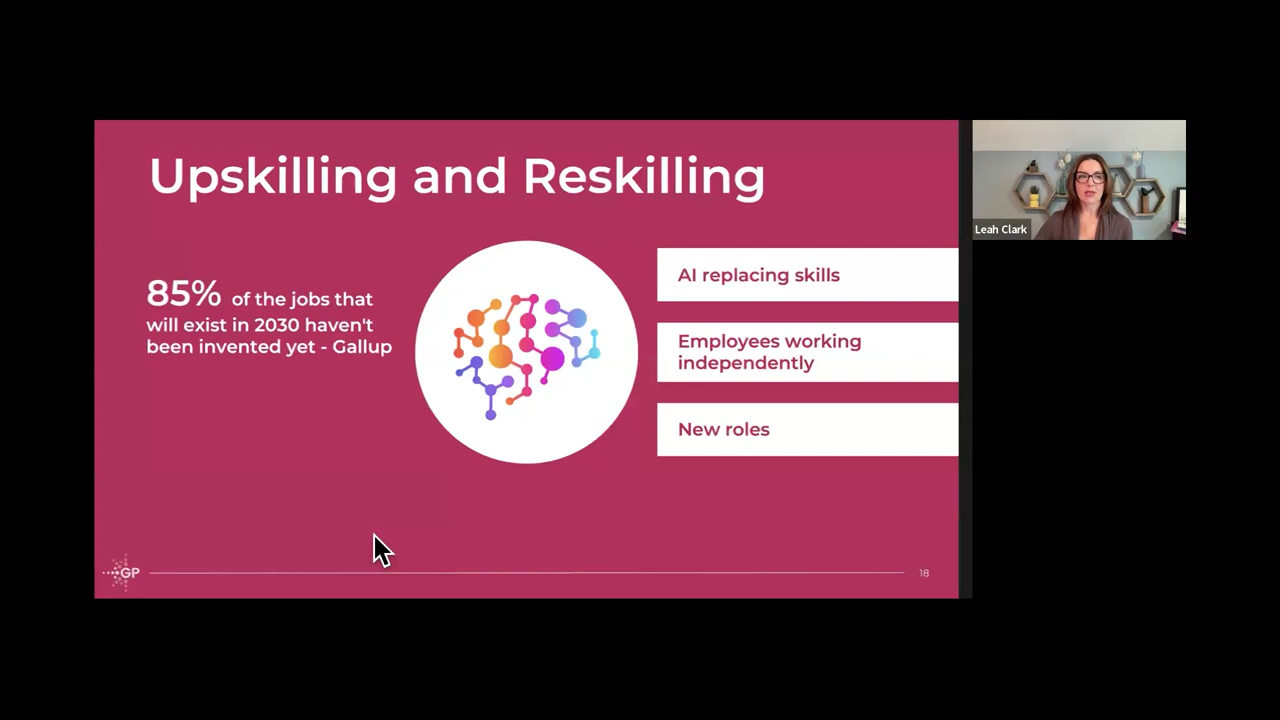 Upskilling and Reskilling
85% of the jobs that
will exist in 2030 haven't
been invented yet - Gallup
AI replacing skills
Employees working
independently
New roles
GP
18
Leah Clark